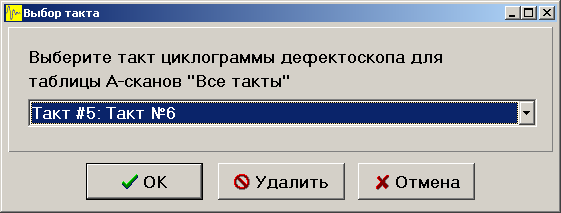 Выбор такта
Выберите такт циклограммы дефектоскопа для
таблицы А-сканов "Все такты"
Такт #5: Такт №6
OK
Удалить
Отмена